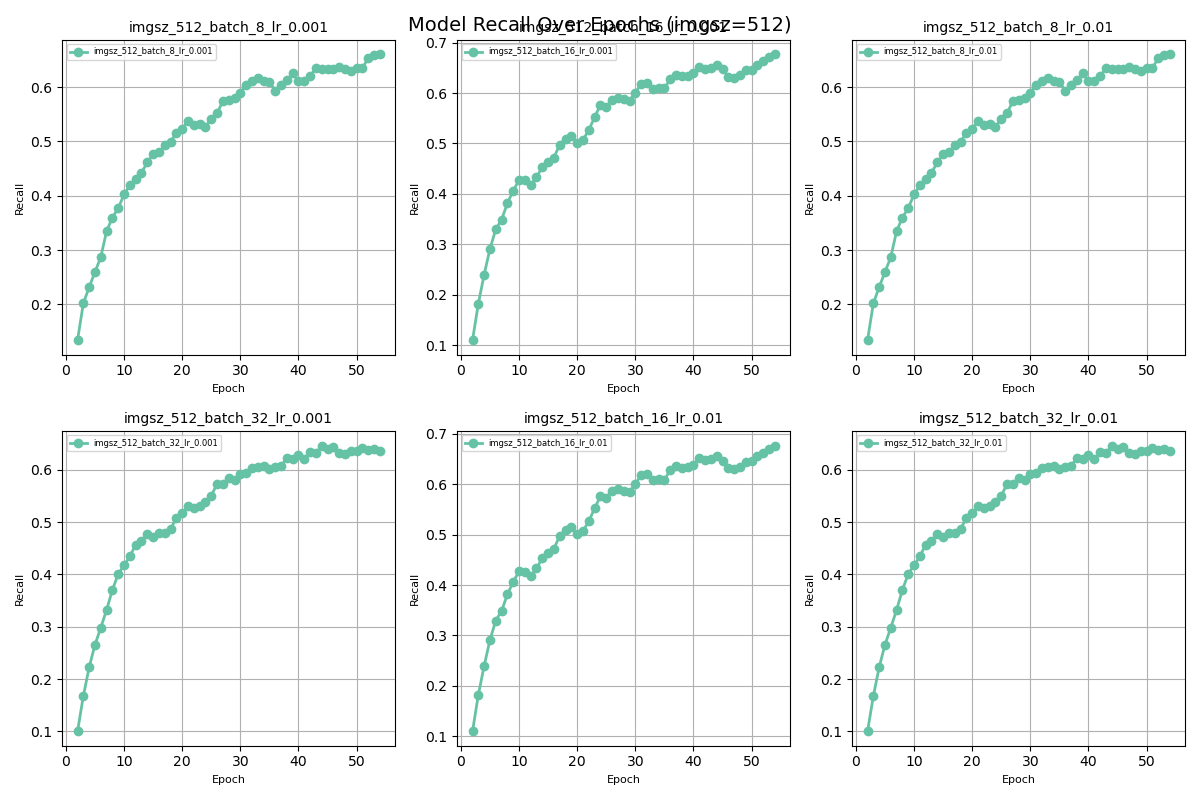 Model Recall Over Epochs (imgsz=512)
imgsz_512_batch_8_lr_0.001
imgsz_512_batch_16_lr_0.001
imgsz_512_batch_8_lr_0.01
imgsz_512_batch_8_lr_0.001
imgsz_512_batch_16_lr_0.001
imgsz_512_batch_8_lr_0.01
0.6
0.5
0.4
0.3
0.2
Recall
0 10 20 30 40 50
Epoch
0.7
0.6
0.5
0.4
0.3
0.2
0.1
Recall
0 10 20 30 40 50
Epoch
0.6
0.5
0.4
0.3
0.2
Recall
0 10 20 30 40 50
Epoch
imgsz_512_batch_32_lr_0.001
imgsz_512_batch_32_lr_0.001
0.6
0.5
0.4
0.3
0.2
0.1
Recall
0 10 20 30 40 50
Epoch
imgsz_512_batch_16_lr_0.01
imgsz_512_batch_16_lr_0.01
0.7
0.6
0.5
0.4
0.3
0.2
0.1
Recall
0 10 20 30 40 50
Epoch
imgsz_512_batch_32_lr_0.01
imgsz_512_batch_32_lr_0.01
0.6
0.5
0.4
0.3
0.2
0.1
Recall
0 10 20 30 40 50
Epoch